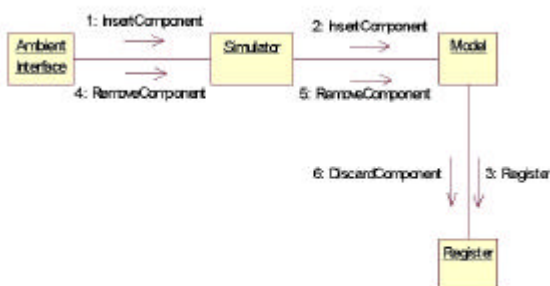 1: InsertComponent
2: InsertComponent
Ambient
Interface
Simulator
Model
4: RemoveComponent
5: RemoveComponent
6: DiscardComponent
3: Register
Register